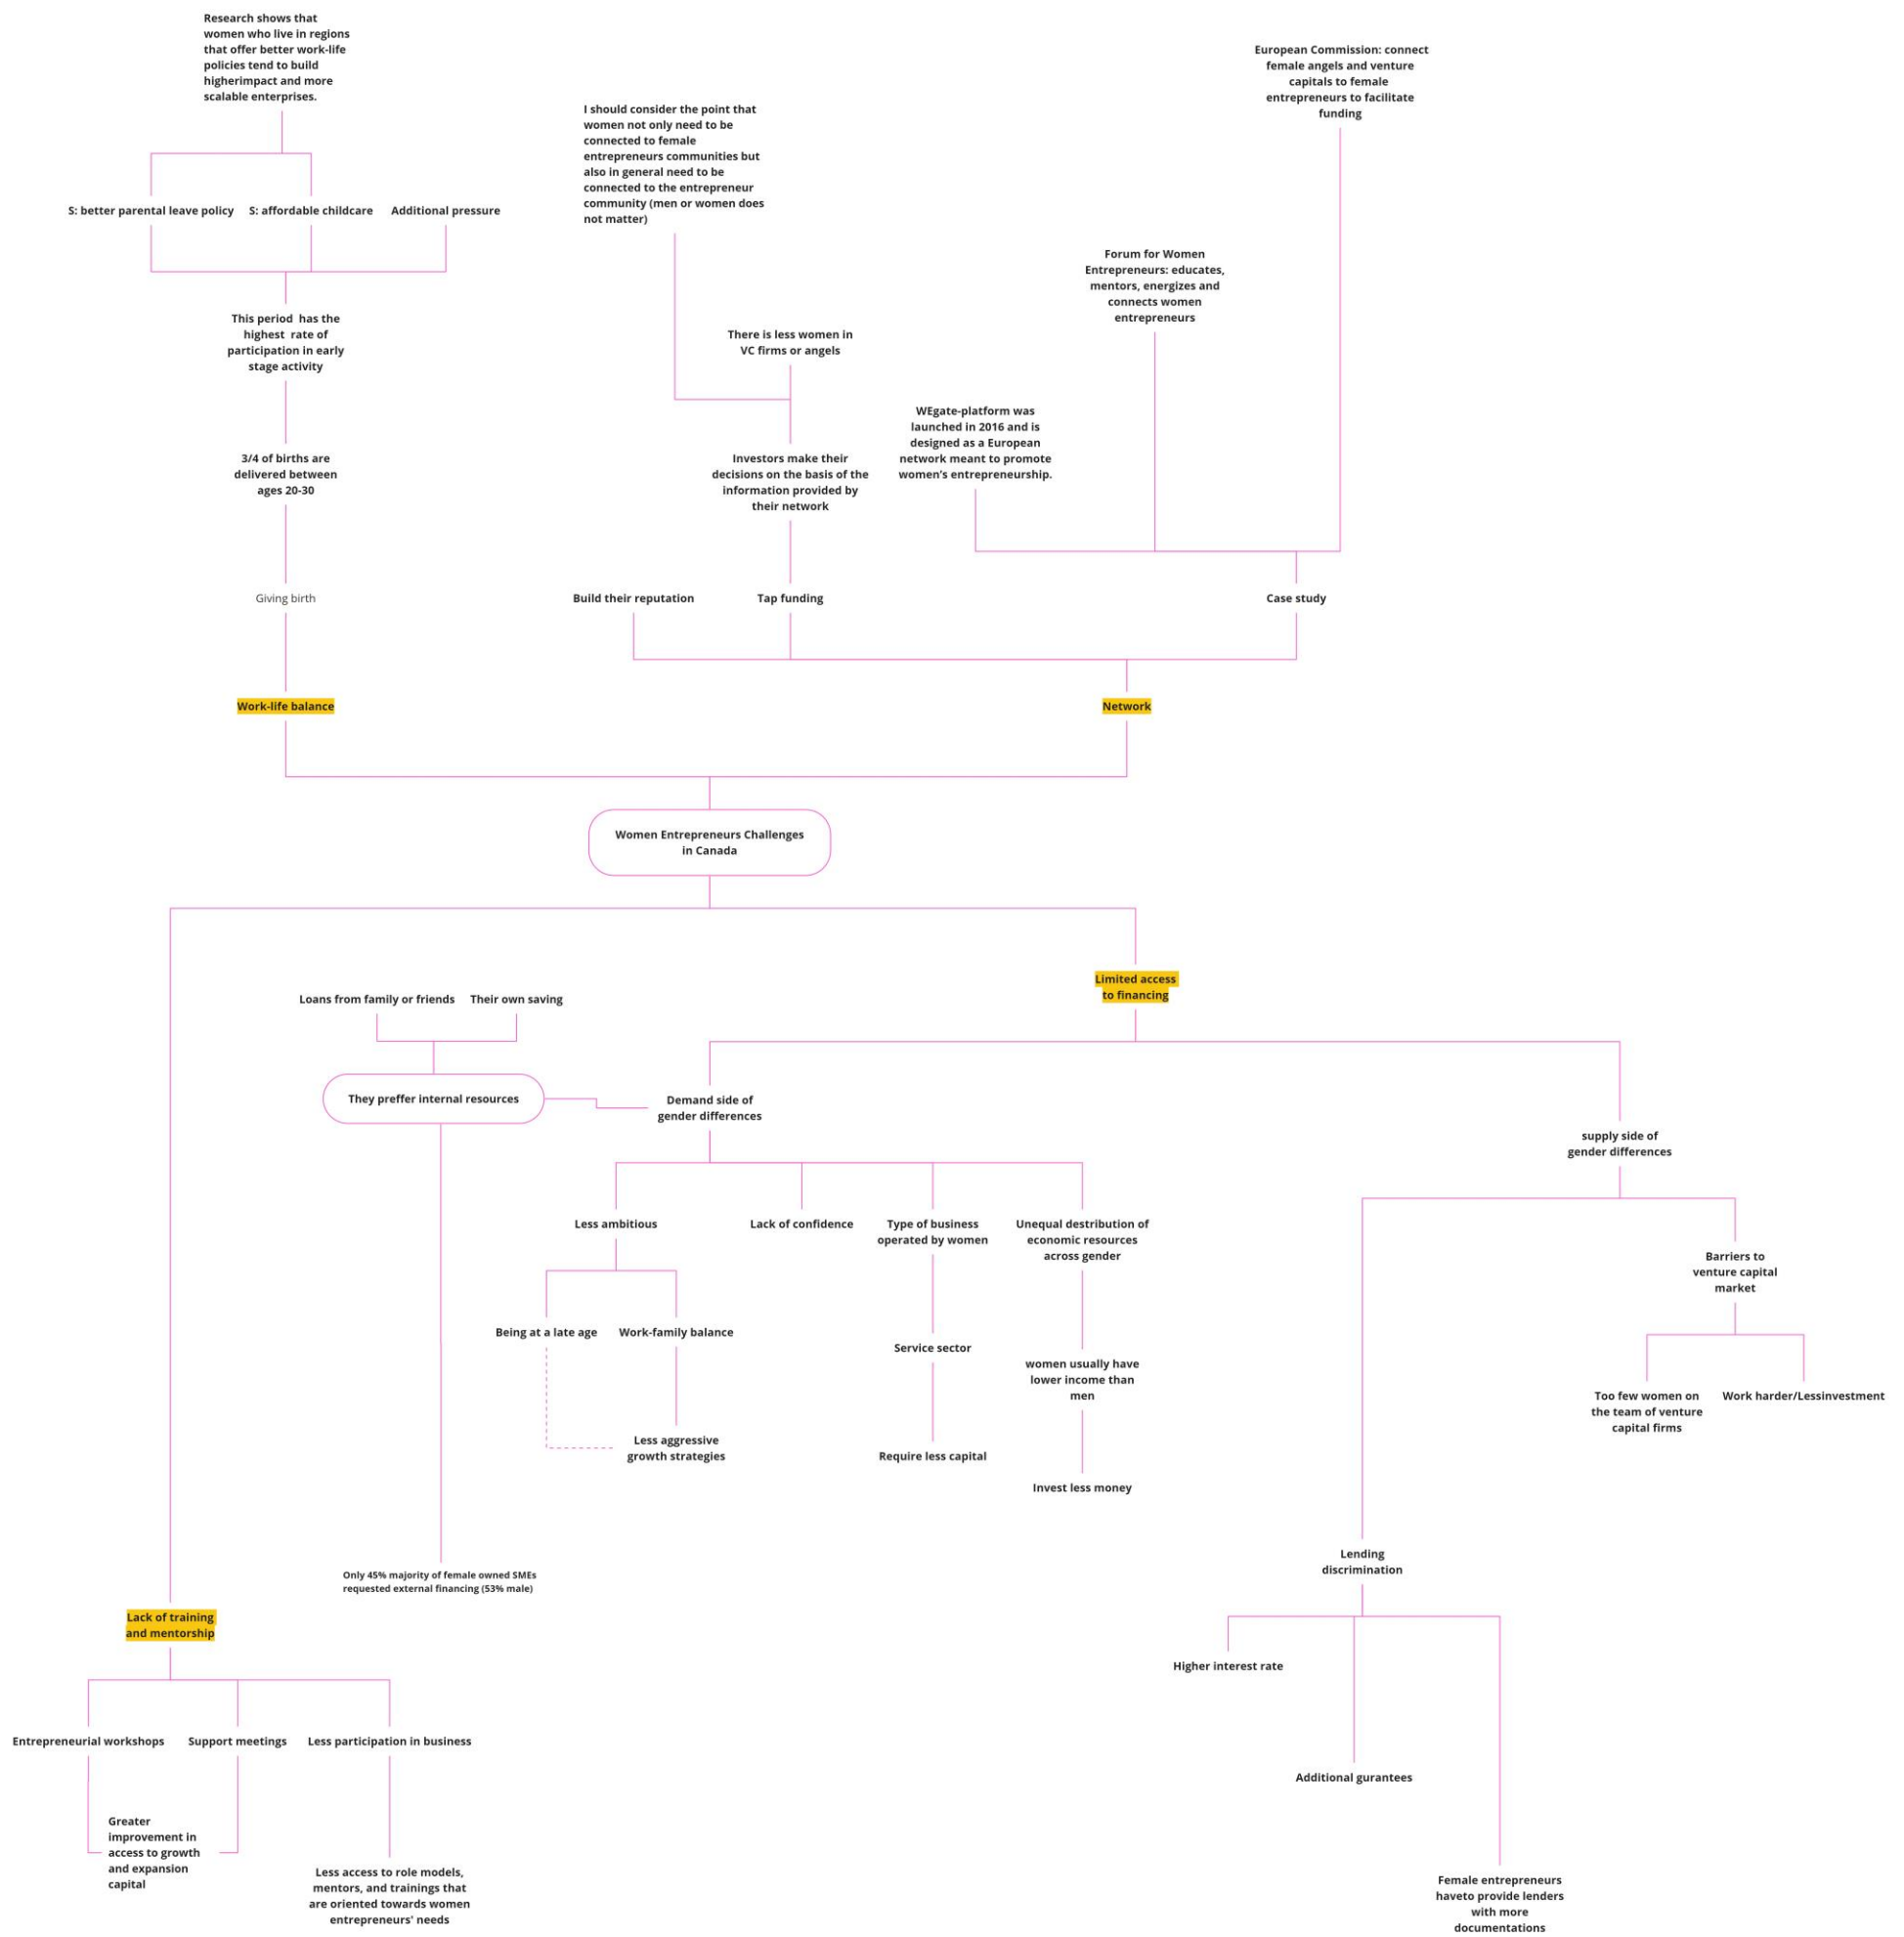 Research shows that
women who live in regions
that offer better work-life
policies tend to build
higherimpact and more
scalable enterprises.
European Commission: connect
female angels and venture
capitals to female
entrepreneurs to facilitate
funding
I should consider the point that
women not only need to be
connected to female
entrepreneurs communities but
also in general need to be
connected to the entrepreneur
community (men or women does
not matter)
S: better parental leave policy
S: affordable childcare
Additional pressure
Forum for Women
Entrepreneurs: educates,
mentors, energizes and
connects women
entrepreneurs
This period has the
highest rate of
participation in early
stage activity
There is less women in
VC firms or angels
WEgate-platform was
launched in 2016 and is
designed as a European
network meant to promote
women's entrepreneurship.
3/4 of births are
delivered between
ages 20-30
Investors make their
decisions on the basis of the
information provided by
their network
Giving birth
Build their reputation
Tap funding
Case study
Work-life balance
Network
Women Entrepreneurs Challenges
in Canada
Limited access
to financing
Loans from family or friends
Their own saving
They preffer internal resources
Demand side of
gender differences
supply side of
gender differences
Less ambitious
Lack of confidence
Type of business
operated by women
Unequal destribution of
economic resources
across gender
Barriers to
venture capital
market
Being at a late age
Work-family balance
Service sector
women usually have
lower income than
men
Too few women on
the team of venture
capital firms
Work harder/Lessinvestment
Less aggressive
growth strategies
Require less capital
Invest less money
Lending
discrimination
Only 45% majority of female owned SMEs
requested external financing (53% male)
Lack of training
and mentorship
Higher interest rate
Entrepreneurial workshops
Support meetings
Less participation in business
Additional gurantees
Greater
improvement in
access to growth
and expansion
capital
Less access to role models,
mentors, and trainings that
are oriented towards women
entrepreneurs' needs
Female entrepreneurs
haveto provide lenders
with more
documentations